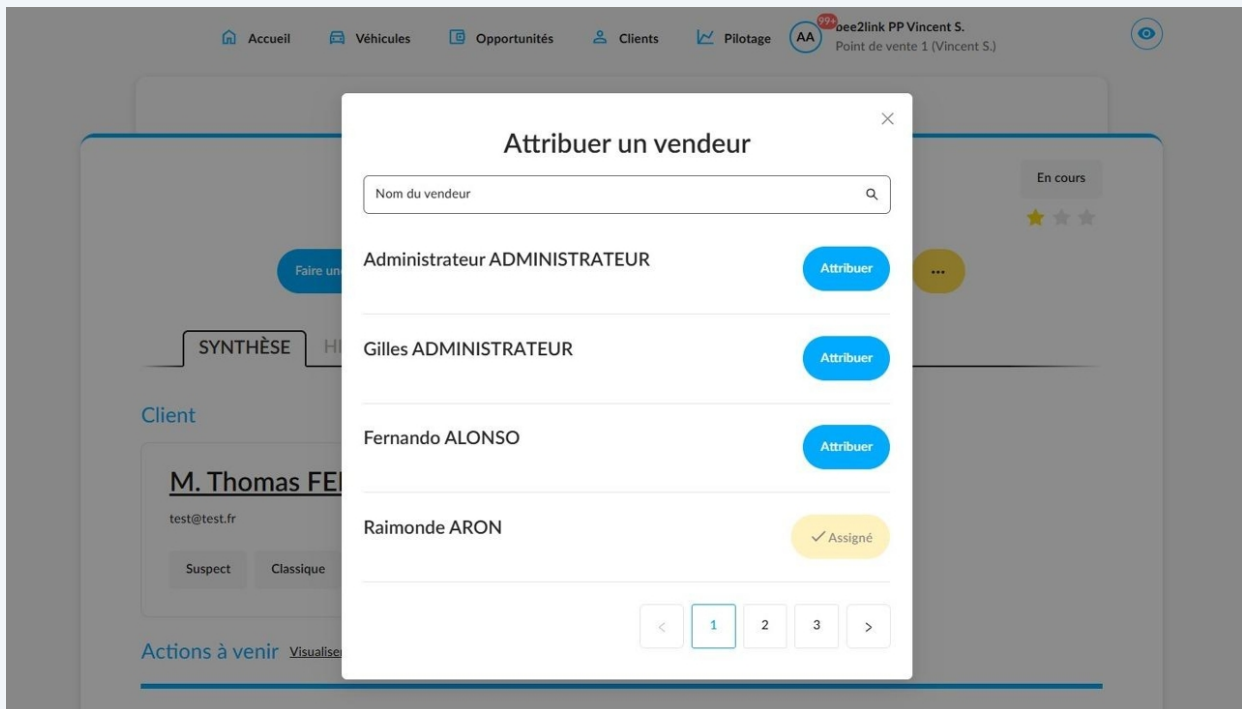 Accueil
Véhicules
Opportunités
Clients
Pilotage
AA
99+
bee2link PP Vincent S.
Point de vente 1 (Vincent S.)
Attribuer un vendeur
Nom du vendeur
En cours
Administrateur ADMINISTRATEUR
Attribuer
Faire un
...
Gilles ADMINISTRATEUR
Attribuer
SYNTHÈSE
Fernando ALONSO
Attribuer
Client
M. Thomas
test@test.fr
Raimonde ARON
Assigné
Suspect
Classique
< 1 2 3 >
Actions à venir Visualise